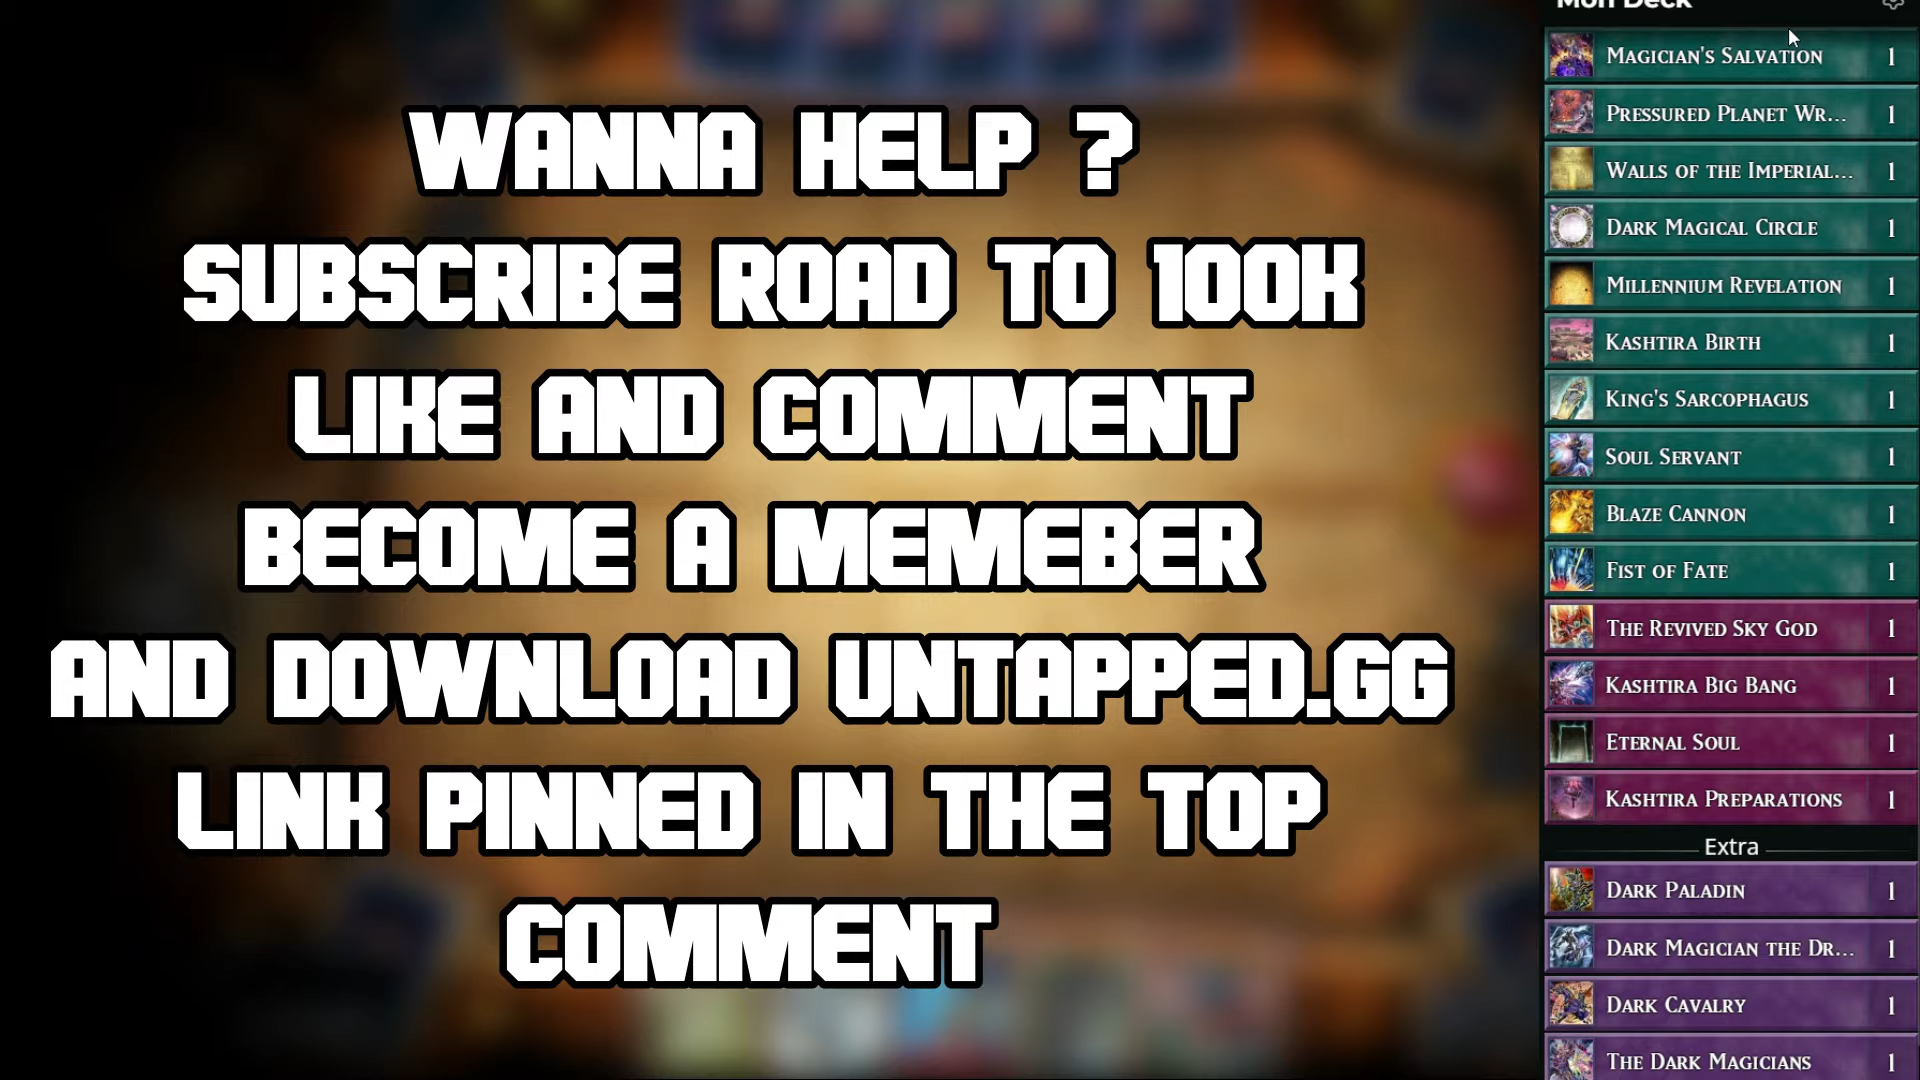 WANNA HELP ?
SUBSCRIBE ROAD TO 100K
LIKE AND COMMENT
BECOME A MEMEBER
AND DOWNLOAD UNTAPPED.GG
LINK PINNED IN THE TOP
COMMENT
Mon Deck
MAGICIAN'S SALVATION 1
PRESSURED PLANET WR... 1
WALLS OF THE IMPERIAL... 1
DARK MAGICAL CIRCLE 1
MILLENNIUM REVELATION 1
KASHTIRA BIRTH 1
KING'S SARCOPHAGUS 1
SOUL SERVANT 1
BLAZE CANNON 1
FIST OF FATE 1
THE REVIVED SKY GOD 1
KASHTIRA BIG BANG 1
ETERNAL SOUL 1
KASHTIRA PREPARATIONS 1
Extra
DARK PALADIN 1
DARK MAGICIAN THE DR... 1
DARK CAVALRY 1
THE DARK MAGICIANS 1